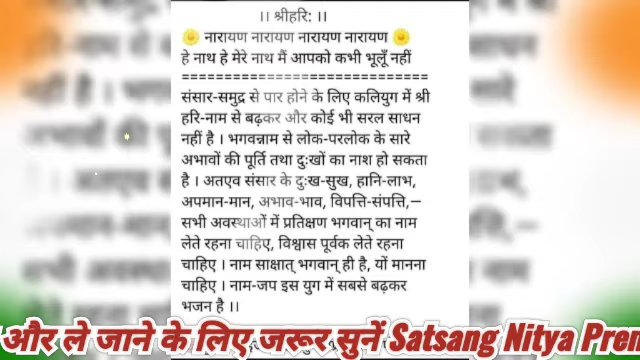 ।। श्रीहरि: ।।
नारायण नारायण नारायण नारायण
हे नाथ हे मेरे नाथ मैं आपको कभी भूलूँ नहीं
============================
संसार-समुद्र से पार होने के लिए कलियुग में श्री
हरि-नाम से बढ़कर और कोई भी सरल साधन
नहीं है । भगवन्नाम से लोक-परलोक के सारे
अभावों की पूर्ति तथा दुःखों का नाश हो सकता
है । अतएव संसार के दुःख-सुख, हानि-लाभ,
अपमान-मान, अभाव-भाव, विपत्ति-संपत्ति,—
सभी अवस्थाओं में प्रतिक्षण भगवान् का नाम
लेते रहना चाहिए, विश्वास पूर्वक लेते रहना
चाहिए । नाम साक्षात् भगवान् ही है, यों मानना
चाहिए । नाम-जप इस युग में सबसे बढ़कर
भजन है ।।
और ले जाने के लिए जरूर सुनें Satsang Nitya Prem